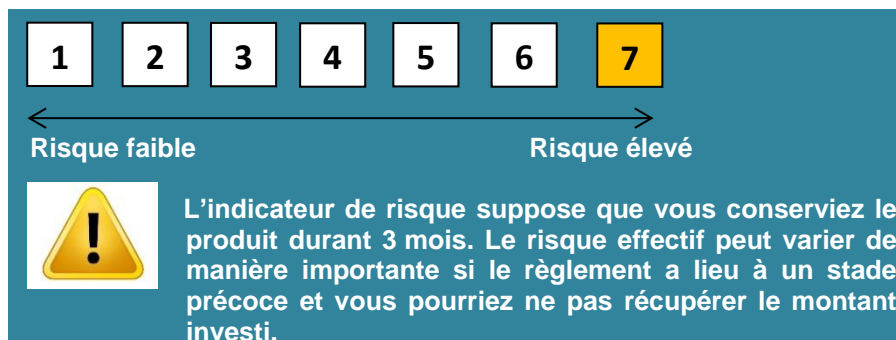 1 2 3 4 5 6 7
Risque faible Risque élevé
L’indicateur de risque suppose que vous conserviez le
produit durant 3 mois. Le risque effectif peut varier de
manière importante si le règlement a lieu à un stade
précoce et vous pourriez ne pas récupérer le montant
investi.